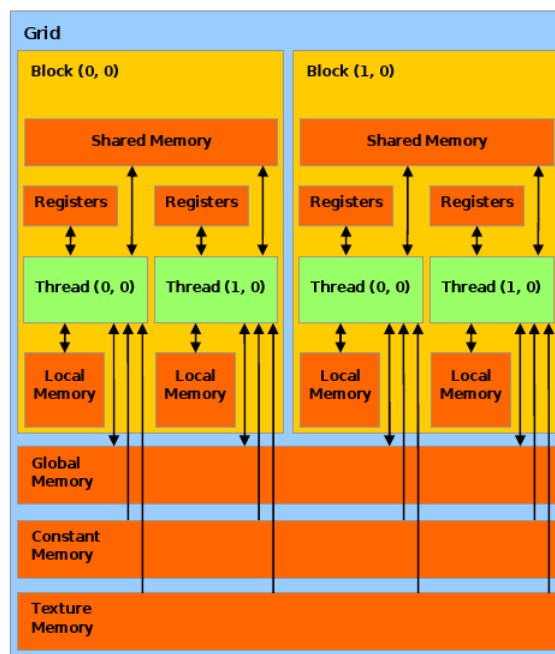 Grid
Block (0, 0)
Block (1, 0)
Shared Memory
Shared Memory
Registers
Registers
Registers
Registers
Thread (0, 0)
Thread (1, 0)
Thread (0, 0)
Thread (1, 0)
Local
Memory
Local
Memory
Local
Memory
Local
Memory
Global
Memory
Constant
Memory
Texture
Memory